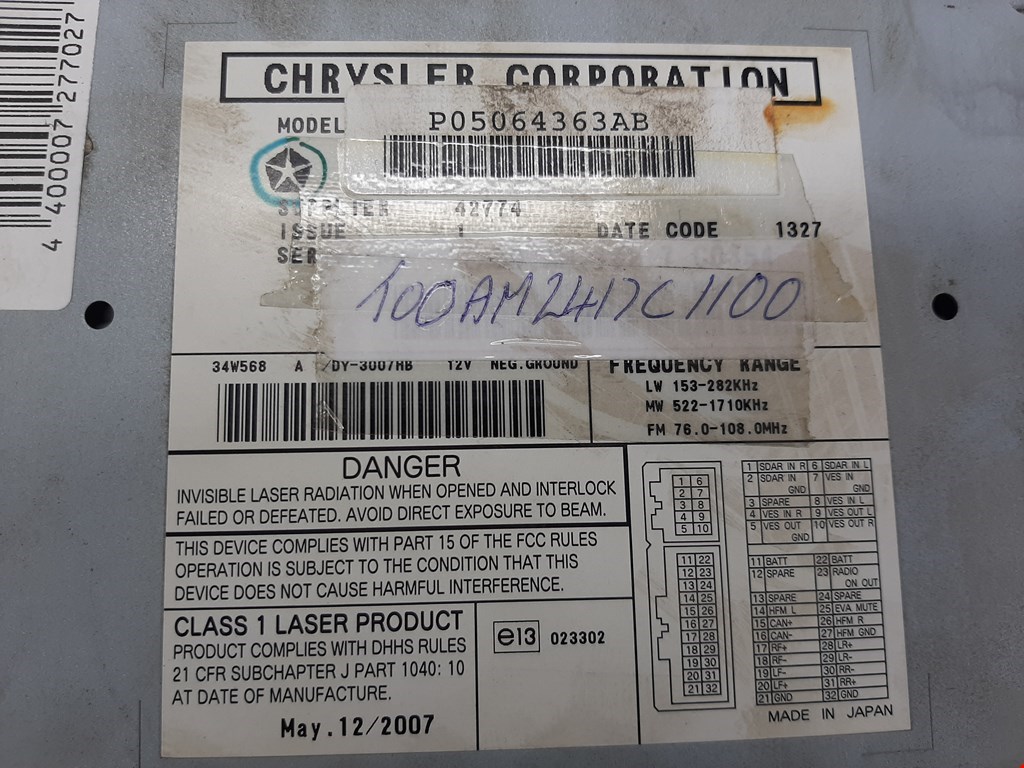 4 400007 277027
CHRYSLER CORPORATION
MODEL P05064363AB
SUPPLIER 42774
ISSUE 1 DATE CODE 1327
SER
100AM2417C1100
34W568 A /DY-3007HB 12V NEG.GROUND
FREQUENCY RANGE
LW 153-282KHz
MW 522-1710KHz
FM 76.0-108.0MHz
DANGER
INVISIBLE LASER RADIATION WHEN OPENED AND INTERLOCK
FAILED OR DEFEATED. AVOID DIRECT EXPOSURE TO BEAM.
THIS DEVICE COMPLIES WITH PART 15 OF THE FCC RULES
OPERATION IS SUBJECT TO THE CONDITION THAT THIS
DEVICE DOES NOT CAUSE HARMFUL INTERFERENCE.
CLASS 1 LASER PRODUCT
PRODUCT COMPLIES WITH DHHS RULES
21 CFR SUBCHAPTER J PART 1040: 10
AT DATE OF MANUFACTURE.
May.12/2007
e13 023302
1 6
2 7
3 8
4 9
5 10
11 22
12 23
13 24
14 25
15 26
16 27
17 28
18 29
19 30
20 31
21 32
1 SDAR IN R 6 SDAR IN L
2 SDAR IN GND 7 VES IN GND
3 SPARE 8 VES IN L
4 VES IN R 9 VES OUT L
5 VES OUT GND 10 VES OUT R
11 BATT 22 BATT
12 SPARE 23 RADIO ON OUT
13 SPARE 24 SPARE
14 HFM L 25 EVA MUTE
15 CAN+ 26 HFM R
16 CAN- 27 HFM GND
17 RF+ 28 LR+
18 RF- 29 LR-
19 LF- 30 RR-
20 LF+ 31 RR+
21 GND 32 GND
MADE IN JAPAN